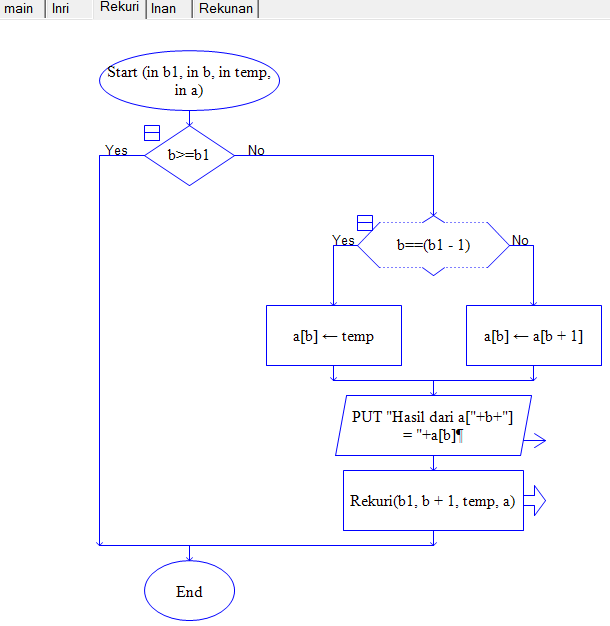 main
Inri
Rekuri
Inan
Rekunan
Start (in b1, in b, in temp,
in a)
Yes
b>=b1
No
Yes
b==(b1 - 1)
No
a[b] ← temp
a[b] ← a[b + 1]
PUT "Hasil dari a["+b+"]
= "+a[b]¶
Rekuri(b1, b + 1, temp, a)
End